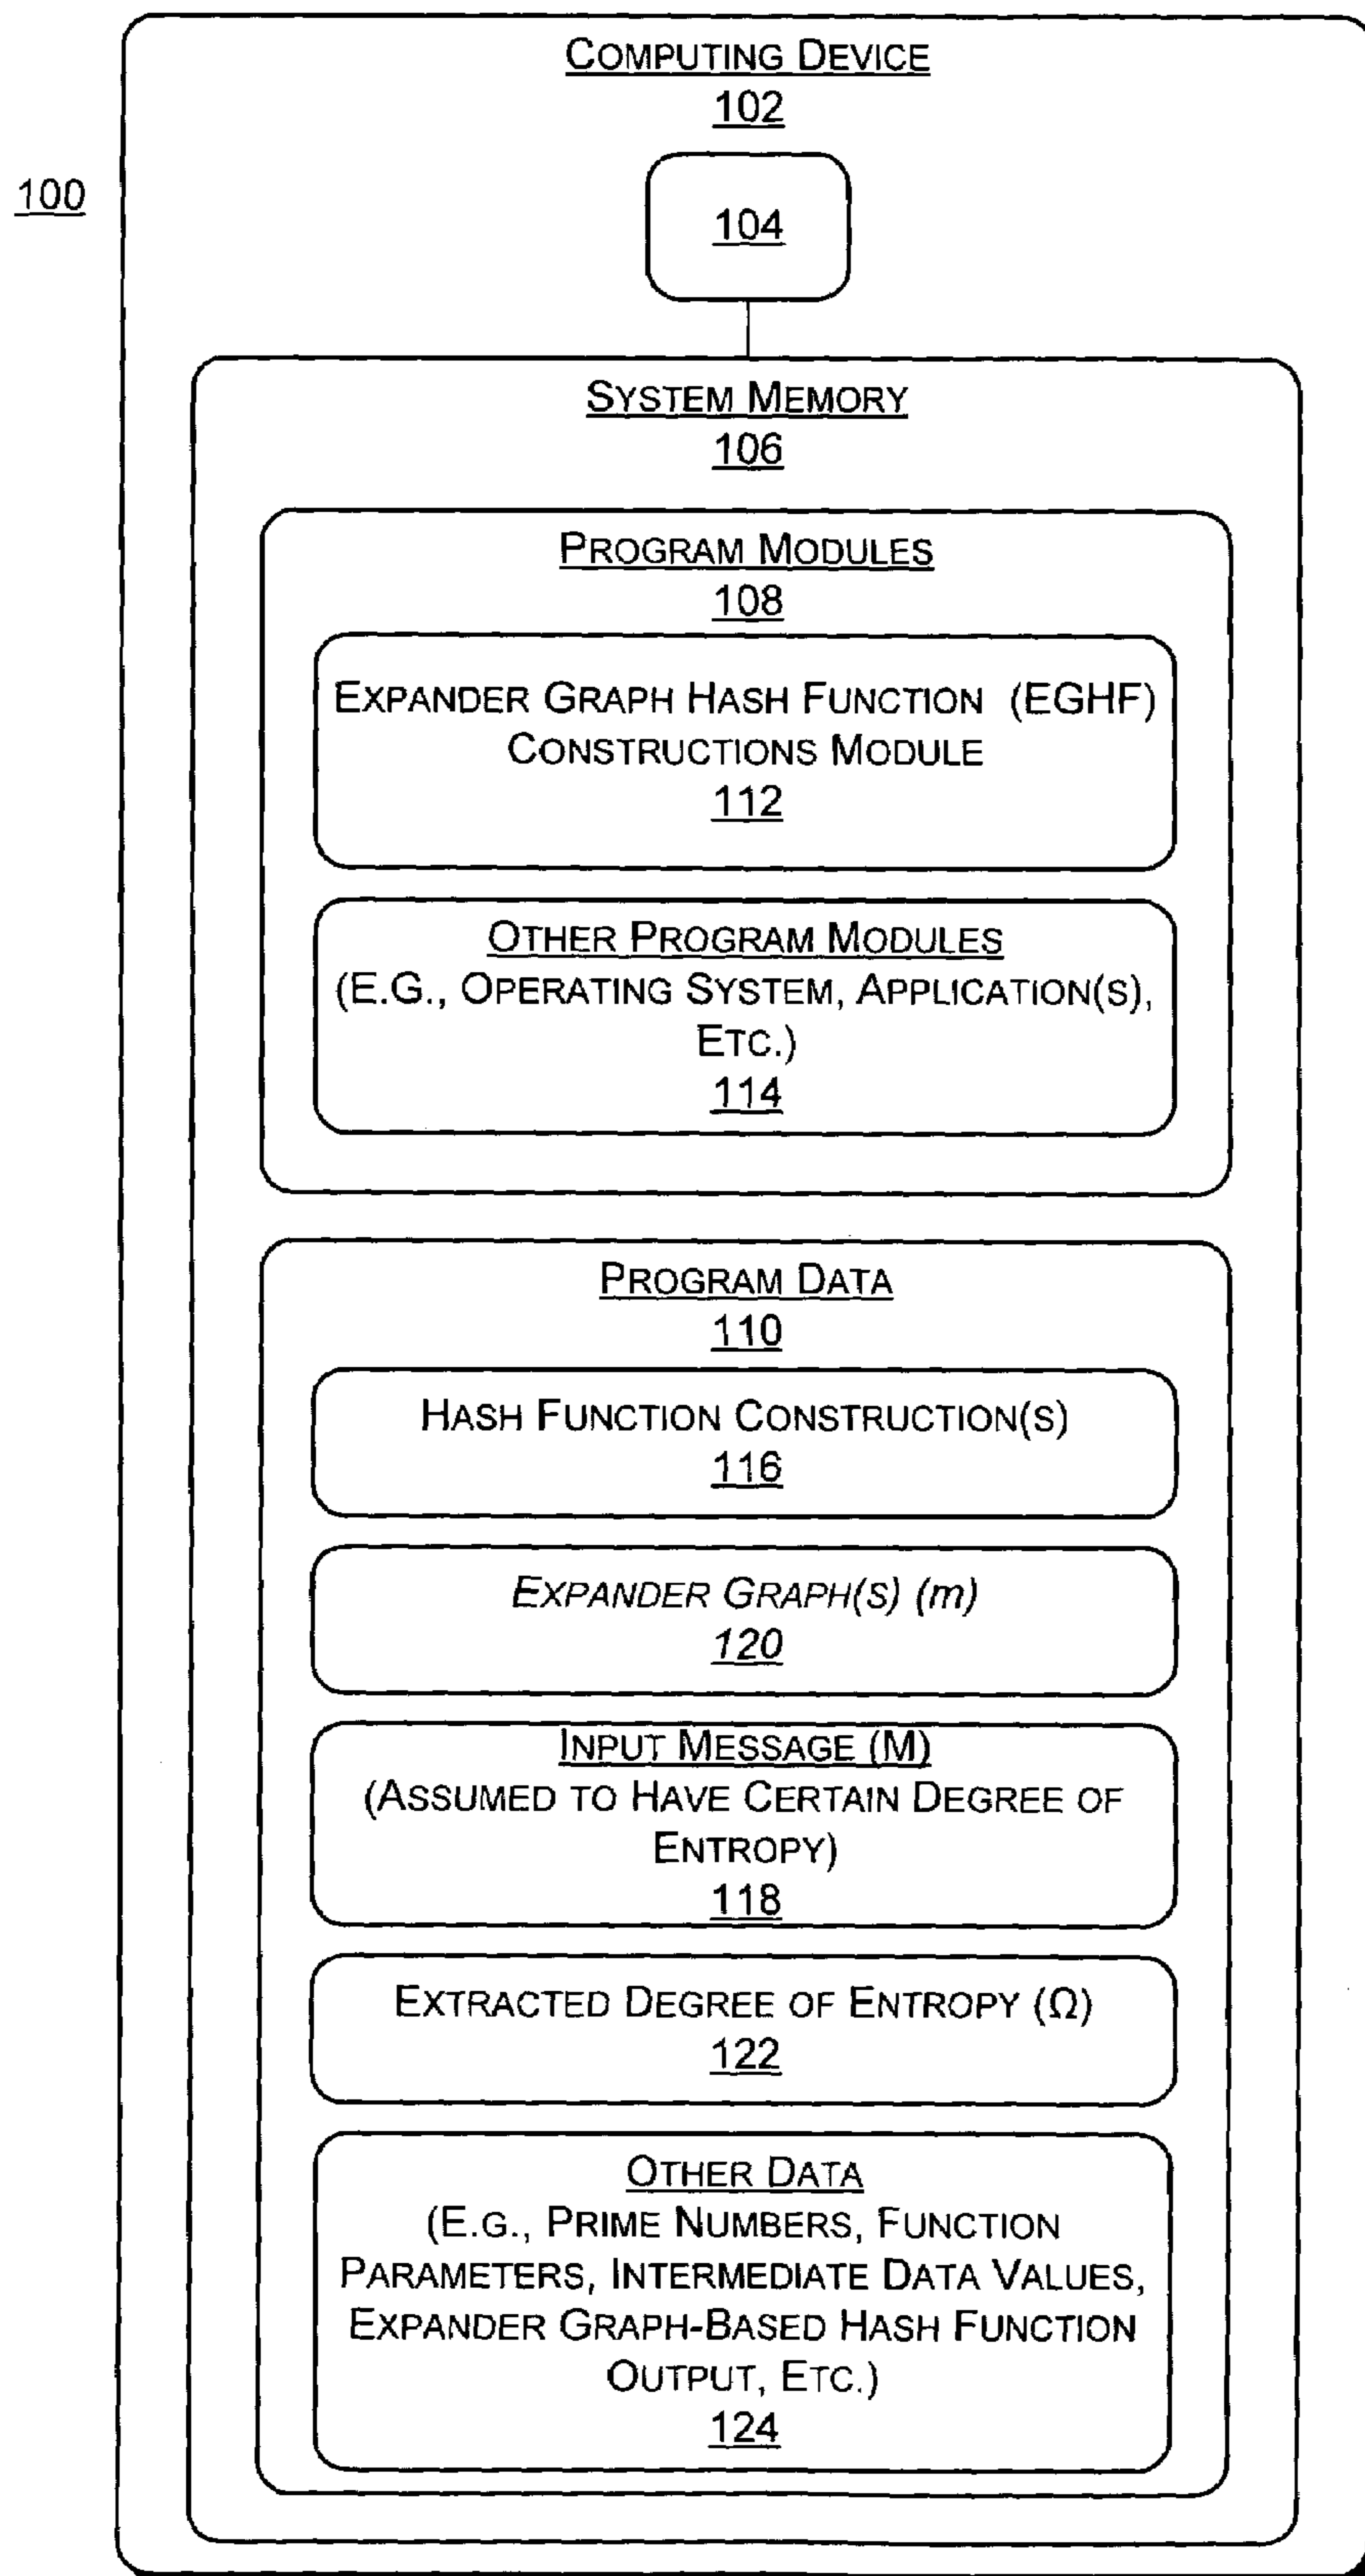 COMPUTING DEVICE
102
100
104
SYSTEM MEMORY
106
PROGRAM MODULES
108
EXPANDER GRAPH HASH FUNCTION (EGHF)
CONSTRUCTIONS MODULE
112
OTHER PROGRAM MODULES
(E.G., OPERATING SYSTEM, APPLICATION(S),
ETC.)
114
PROGRAM DATA
110
HASH FUNCTION CONSTRUCTION(S)
116
EXPANDER GRAPH(S) (m)
120
INPUT MESSAGE (M)
(ASSUMED TO HAVE CERTAIN DEGREE OF
ENTROPY)
118
EXTRACTED DEGREE OF ENTROPY (Ω)
122
OTHER DATA
(E.G., PRIME NUMBERS, FUNCTION
PARAMETERS, INTERMEDIATE DATA VALUES,
EXPANDER GRAPH-BASED HASH FUNCTION
OUTPUT, ETC.)
124